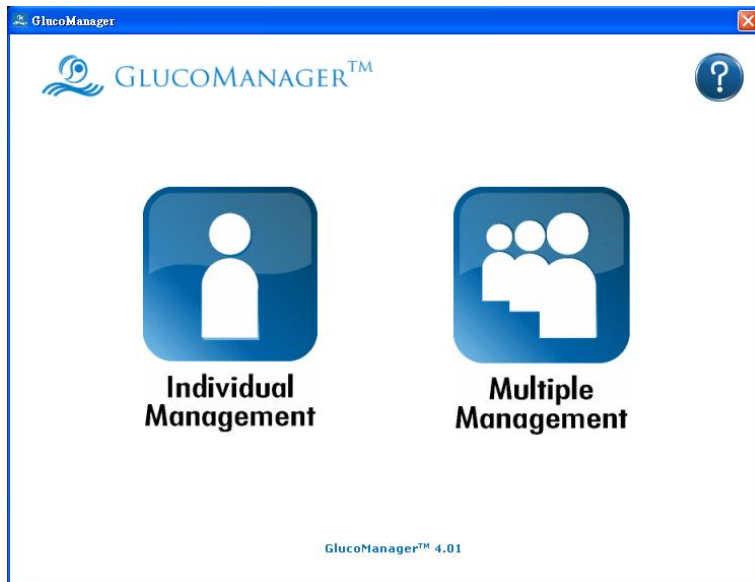 GlucoManager
GLUCOMANAGER™
?
Individual
Management
Multiple
Management
GlucoManager™ 4.01